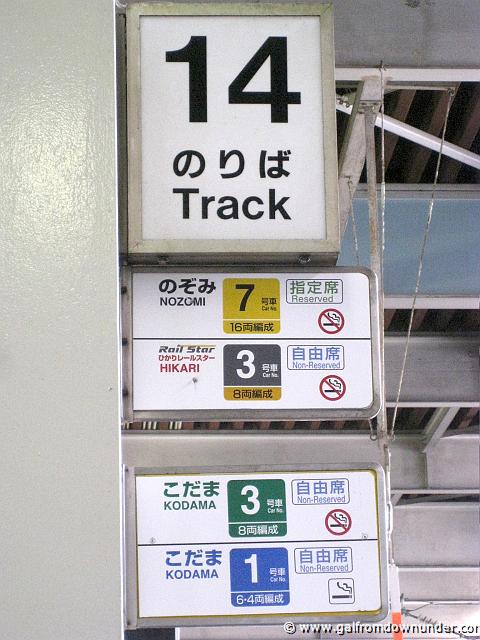 14
のりば
Track
のぞみ
NOZOMI
7 号車
Car No.
16両編成
指定席
Reserved
Rail Star
ひかりレールスター
HIKARI
3 号車
Car No.
8両編成
自由席
Non-Reserved
こだま
KODAMA
3 号車
Car No.
8両編成
自由席
Non-Reserved
こだま
KODAMA
1 号車
Car No.
6・4両編成
自由席
Non-Reserved
© www.galfromdownunder.com